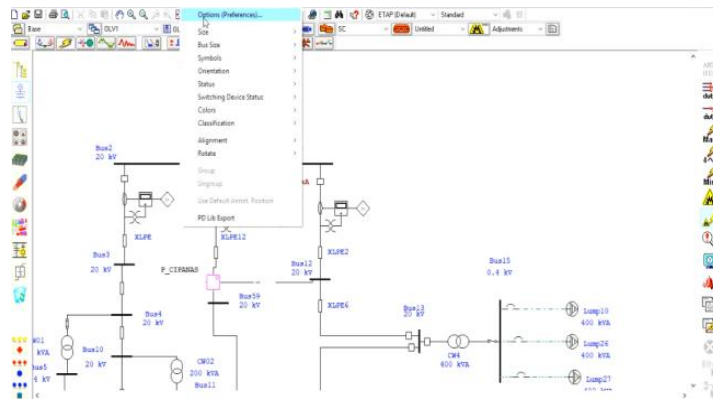 Base
OLV1
ETAP (Default)
Standard
SC
Untitled
Adjustments
Options (Preferences)...
Size
Bus Size
Symbols
Orientation
Status
Switching Device Status
Colors
Classification
Alignment
Rotate
Group
Ungroup
Use Default Annot. Position
PD Lib Export
Bus2
20 kV
XLPE
XLPE12
XLPE2
Bus3
20 kV
P_CIPANAS
Bus12
20 kV
Bus15
0.4 kV
Bus59
20 kV
XLPE6
Bus13
20 kV
Bus4
20 kV
Lump10
400 kVA
Bus10
20 kV
CW02
200 kVA
Bus11
CW4
400 kVA
Lump26
400 kVA
Lump27